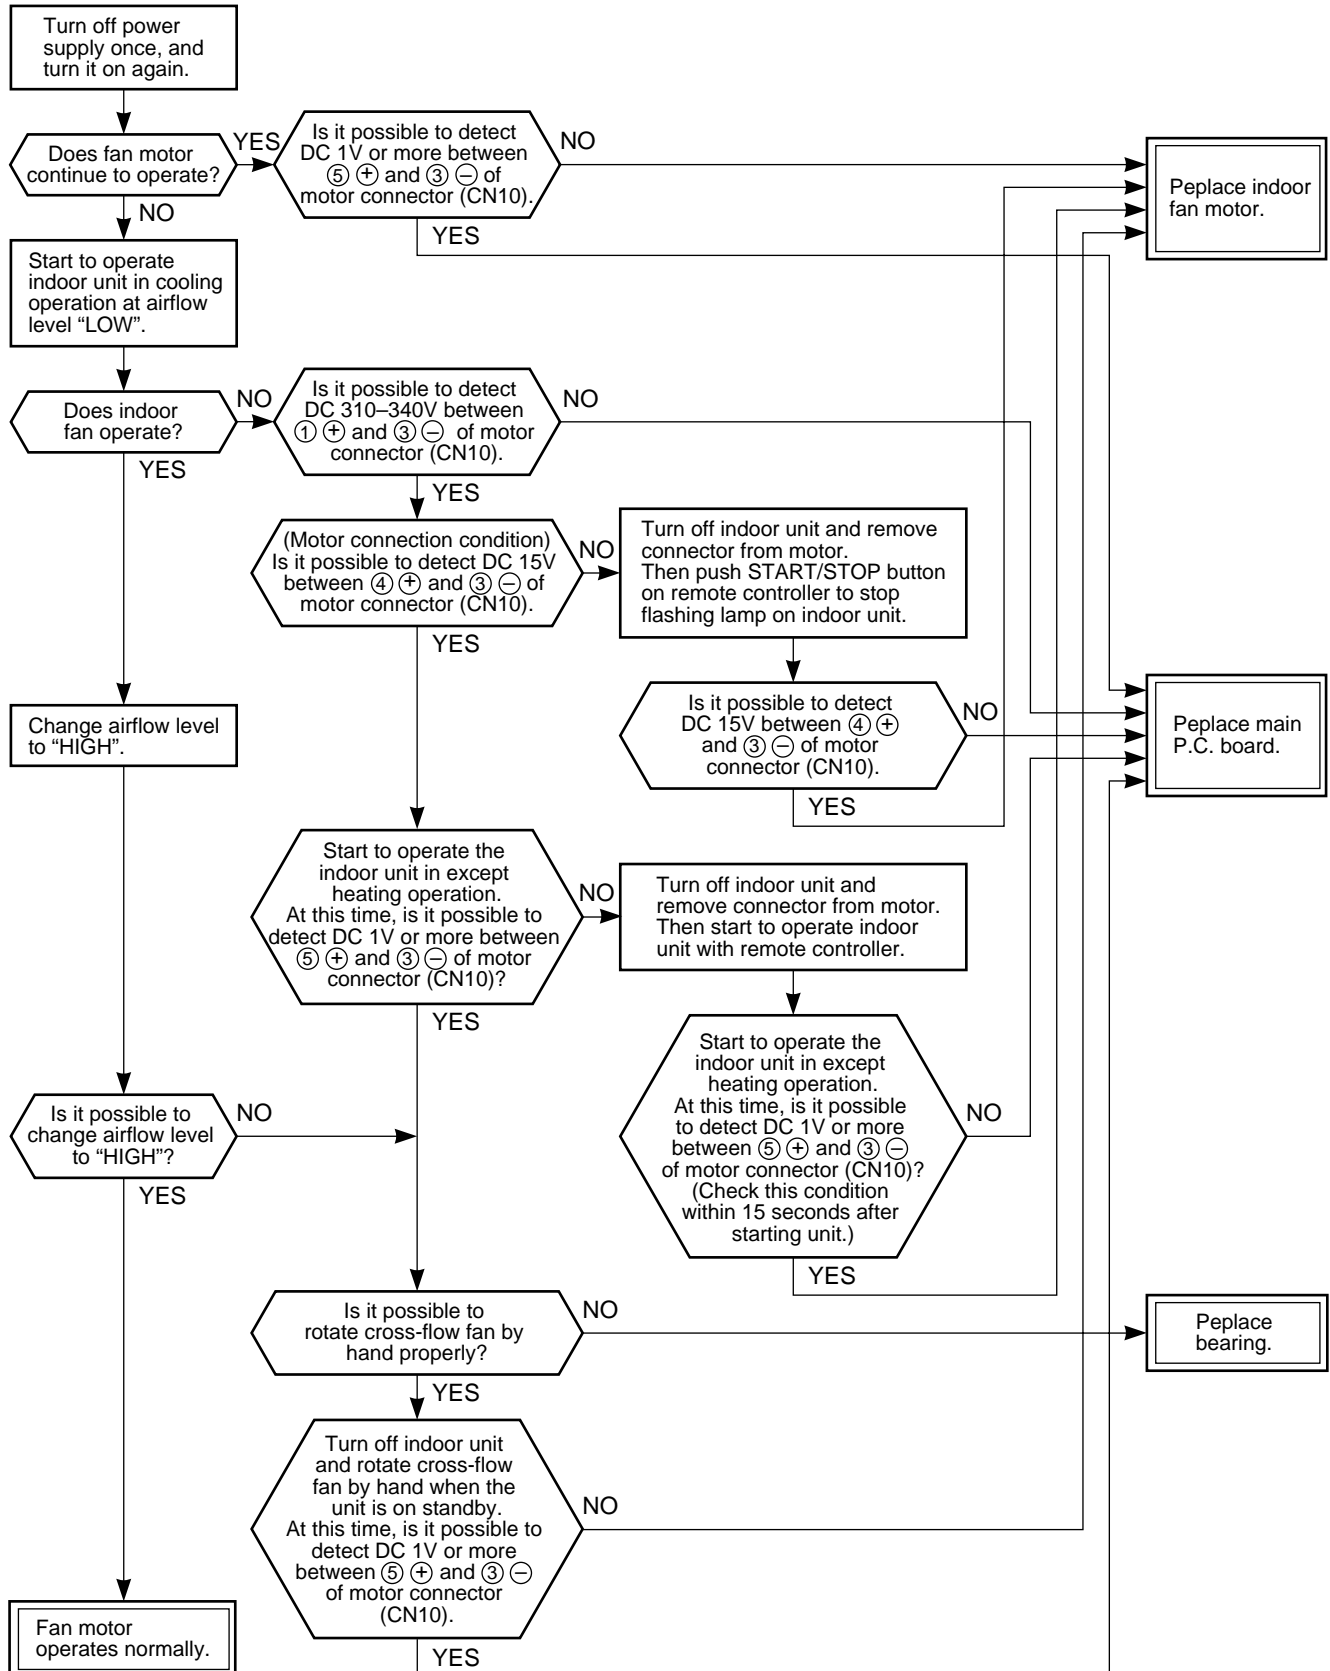 Turn off power
supply once, and
turn it on again.
Does fan motor
continue to operate?
YES
NO
Is it possible to detect
DC 1V or more between
⑤ ⊕ and ③ ⊖ of
motor connector (CN10).
NO
YES
Peplace indoor
fan motor.
Start to operate
indoor unit in cooling
operation at airflow
level “LOW”.
Does indoor
fan operate?
NO
YES
Is it possible to detect
DC 310–340V between
① ⊕ and ③ ⊖ of motor
connector (CN10).
NO
YES
(Motor connection condition)
Is it possible to detect DC 15V
between ④ ⊕ and ③ ⊖ of
motor connector (CN10).
NO
YES
Turn off indoor unit and remove
connector from motor.
Then push START/STOP button
on remote controller to stop
flashing lamp on indoor unit.
Is it possible to detect
DC 15V between ④ ⊕
and ③ ⊖ of motor
connector (CN10).
NO
YES
Peplace main
P.C. board.
Change airflow level
to “HIGH”.
Start to operate the
indoor unit in except
heating operation.
At this time, is it possible to
detect DC 1V or more between
⑤ ⊕ and ③ ⊖ of motor
connector (CN10)?
NO
YES
Turn off indoor unit and
remove connector from motor.
Then start to operate indoor
unit with remote controller.
Start to operate the
indoor unit in except
heating operation.
At this time, is it possible
to detect DC 1V or more
between ⑤ ⊕ and ③ ⊖
of motor connector (CN10)?
(Check this condition
within 15 seconds after
starting unit.)
NO
YES
Is it possible to
change airflow level
to “HIGH”?
NO
YES
Is it possible to
rotate cross-flow fan by
hand properly?
NO
YES
Peplace
bearing.
Turn off indoor unit
and rotate cross-flow
fan by hand when the
unit is on standby.
At this time, is it possible to
detect DC 1V or more
between ⑤ ⊕ and ③ ⊖
of motor connector
(CN10).
NO
YES
Fan motor
operates normally.